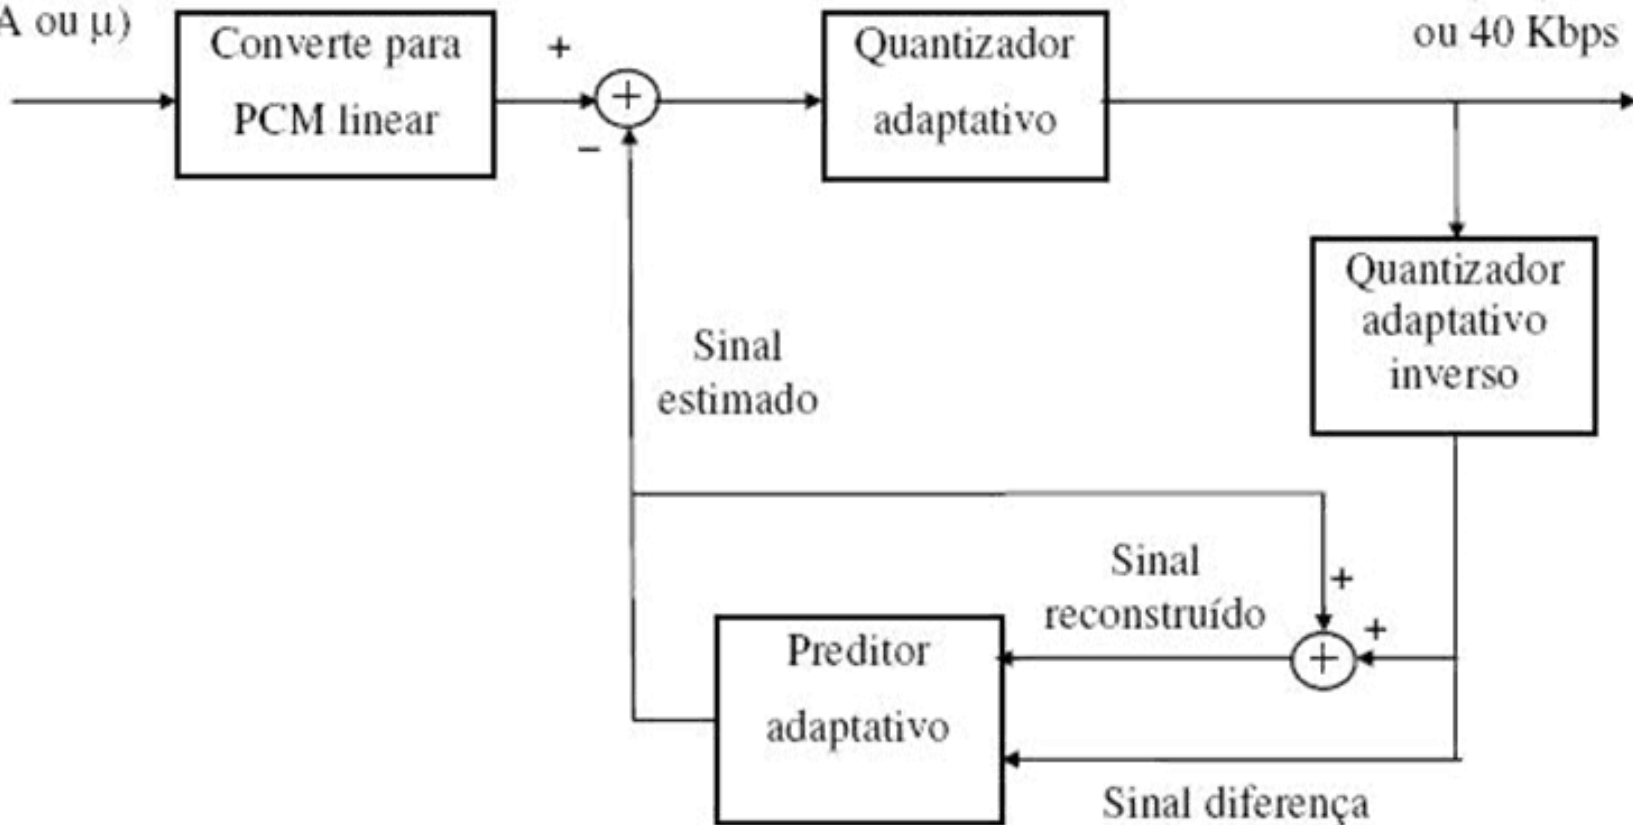 A ou μ)
Converte para
PCM linear
+
+
−
Quantizador
adaptativo
ou 40 Kbps
Quantizador
adaptativo
inverso
Sinal
estimado
Sinal
reconstruído
+
+
+
Preditor
adaptativo
Sinal diferença